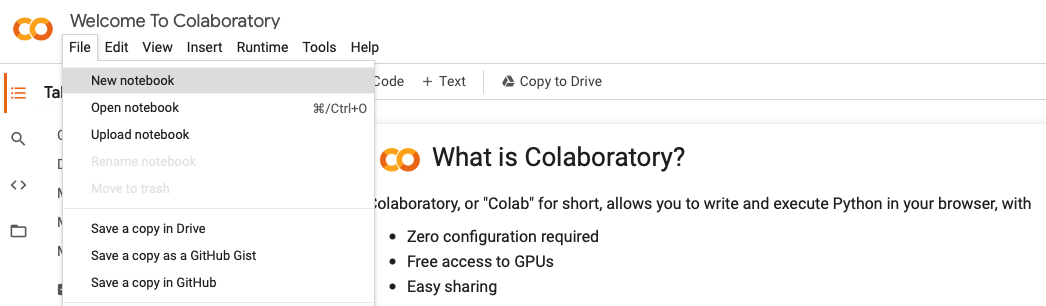 Welcome To Colaboratory
File Edit View Insert Runtime Tools Help
New notebook
Open notebook ⌘/Ctrl+O
Upload notebook
Rename notebook
Move to trash
Save a copy in Drive
Save a copy as a GitHub Gist
Save a copy in GitHub
+ Text Copy to Drive
What is Colaboratory?
or "Colab" for short, allows you to write and execute Python in your browser, with
• Zero configuration required
• Free access to GPUs
• Easy sharing